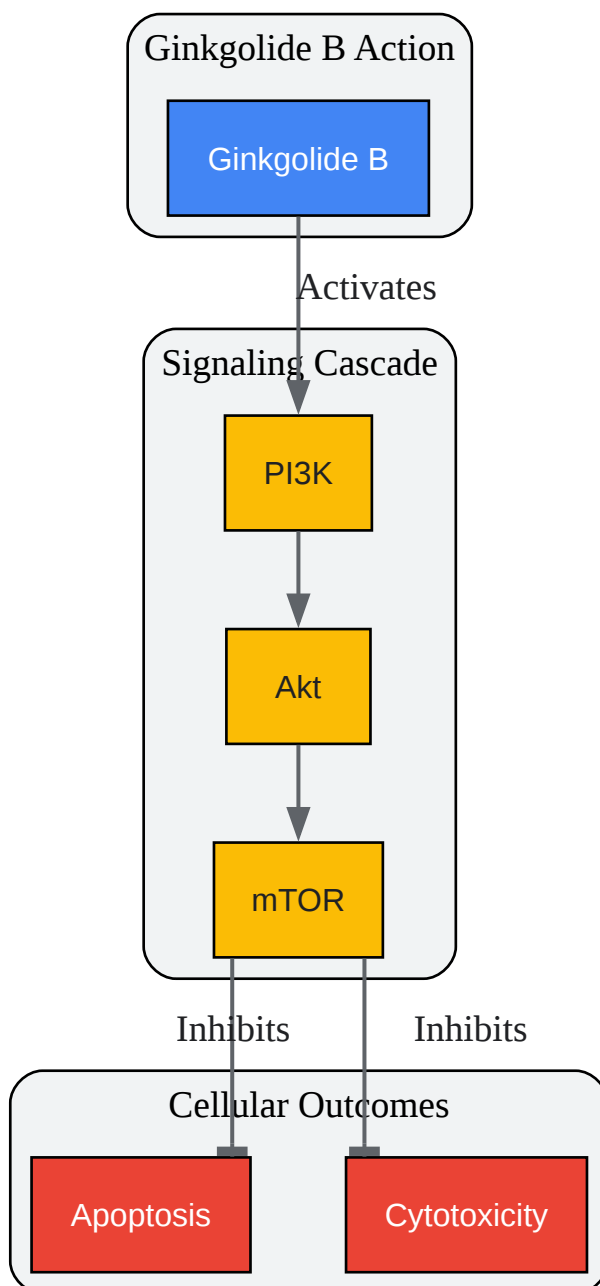 Ginkgolide B Action
Ginkgolide B
Activates
Signaling Cascade
PI3K
Akt
mTOR
Inhibits
Inhibits
Cellular Outcomes
Apoptosis
Cytotoxicity